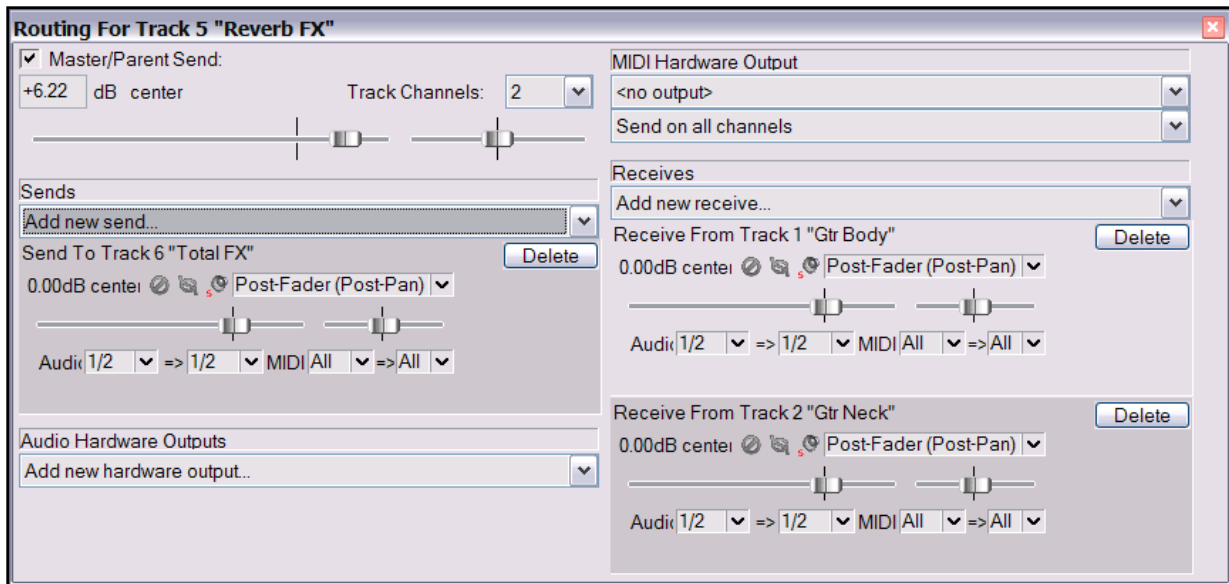 Routing For Track 5 "Reverb FX"
Master/Parent Send:
+6.22 dB center Track Channels: 2
Sends
Add new send...
Send To Track 6 "Total FX" Delete
0.00dB center Post-Fader (Post-Pan)
Audic 1/2 => 1/2 MIDI All => All
Audio Hardware Outputs
Add new hardware output...
MIDI Hardware Output
<no output>
Send on all channels
Receives
Add new receive...
Receive From Track 1 "Gtr Body" Delete
0.00dB center s Post-Fader (Post-Pan)
Audic 1/2 => 1/2 MIDI All => All
Receive From Track 2 "Gtr Neck" Delete
0.00dB center s Post-Fader (Post-Pan)
Audic 1/2 => 1/2 MIDI All => All